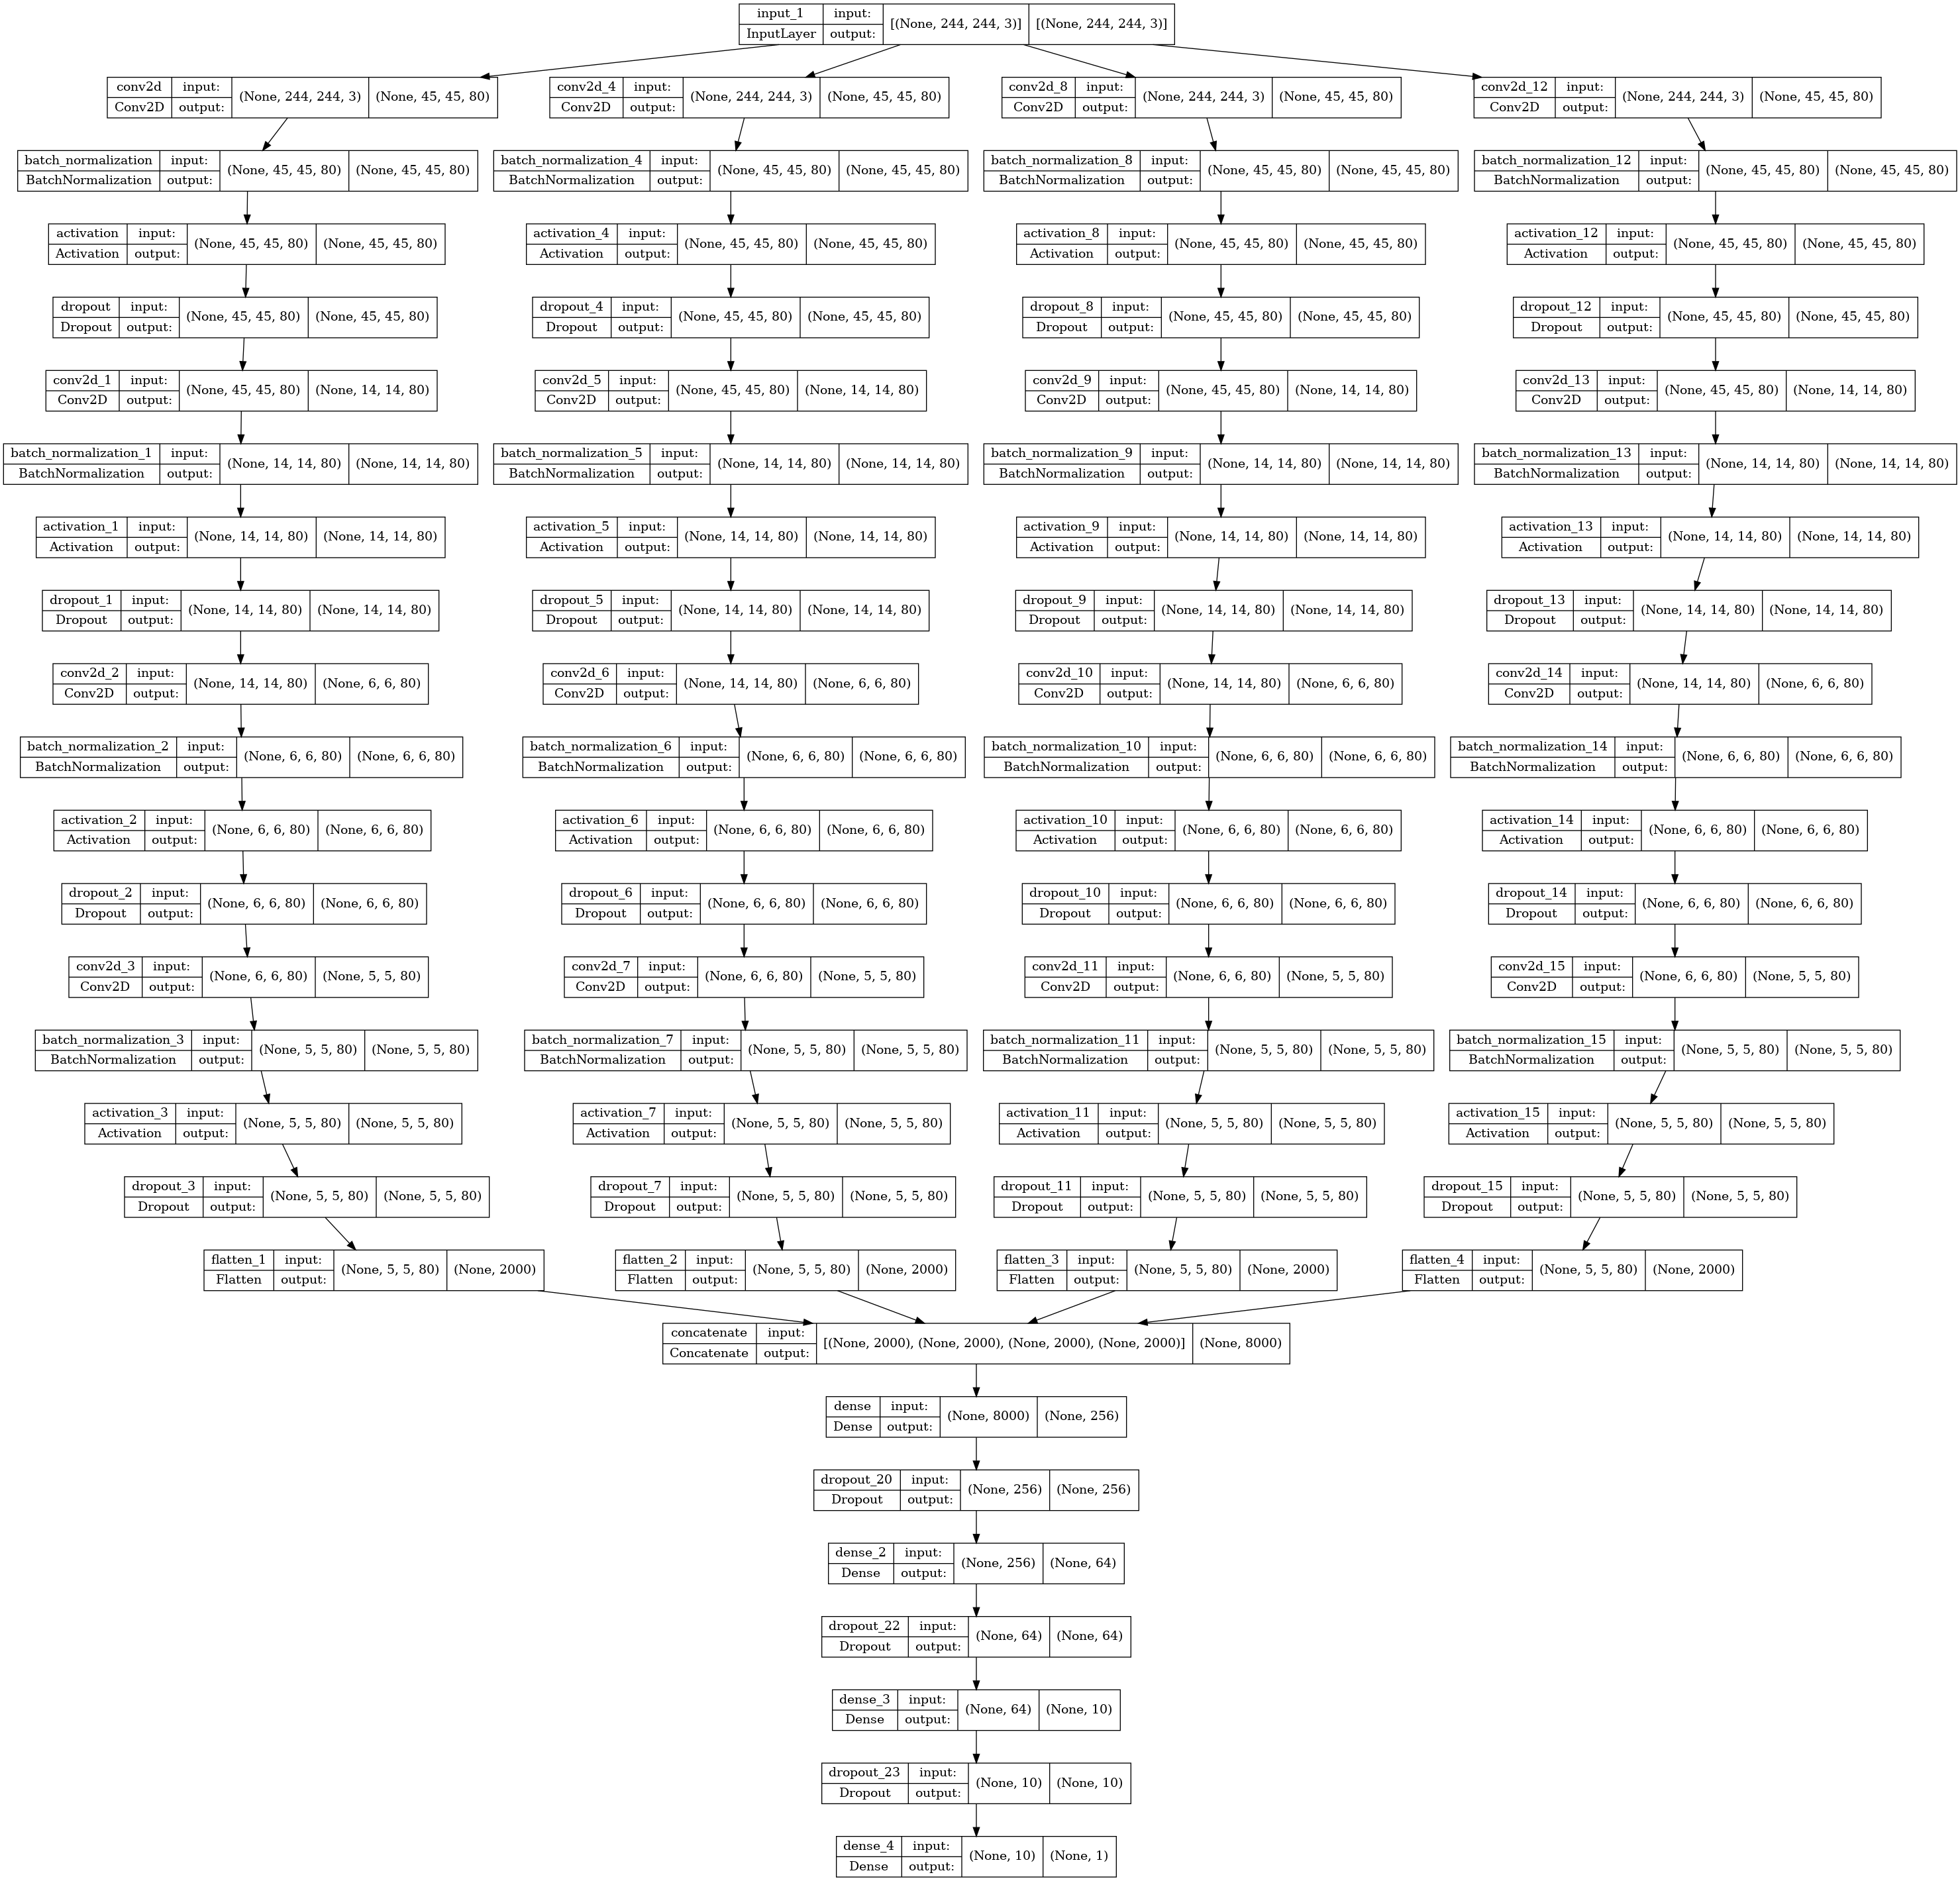 input_1 input: [(None, 244, 244, 3)] [(None, 244, 244, 3)]
InputLayer output:
conv2d input: (None, 244, 244, 3) (None, 45, 45, 80)
Conv2D output:
conv2d_4 input: (None, 244, 244, 3) (None, 45, 45, 80)
Conv2D output:
conv2d_8 input: (None, 244, 244, 3) (None, 45, 45, 80)
Conv2D output:
conv2d_12 input: (None, 244, 244, 3) (None, 45, 45, 80)
Conv2D output:
batch_normalization input: (None, 45, 45, 80) (None, 45, 45, 80)
BatchNormalization output:
batch_normalization_4 input: (None, 45, 45, 80) (None, 45, 45, 80)
BatchNormalization output:
batch_normalization_8 input: (None, 45, 45, 80) (None, 45, 45, 80)
BatchNormalization output:
batch_normalization_12 input: (None, 45, 45, 80) (None, 45, 45, 80)
BatchNormalization output:
activation input: (None, 45, 45, 80) (None, 45, 45, 80)
Activation output:
activation_4 input: (None, 45, 45, 80) (None, 45, 45, 80)
Activation output:
activation_8 input: (None, 45, 45, 80) (None, 45, 45, 80)
Activation output:
activation_12 input: (None, 45, 45, 80) (None, 45, 45, 80)
Activation output:
dropout input: (None, 45, 45, 80) (None, 45, 45, 80)
Dropout output:
dropout_4 input: (None, 45, 45, 80) (None, 45, 45, 80)
Dropout output:
dropout_8 input: (None, 45, 45, 80) (None, 45, 45, 80)
Dropout output:
dropout_12 input: (None, 45, 45, 80) (None, 45, 45, 80)
Dropout output:
conv2d_1 input: (None, 45, 45, 80) (None, 14, 14, 80)
Conv2D output:
conv2d_5 input: (None, 45, 45, 80) (None, 14, 14, 80)
Conv2D output:
conv2d_9 input: (None, 45, 45, 80) (None, 14, 14, 80)
Conv2D output:
conv2d_13 input: (None, 45, 45, 80) (None, 14, 14, 80)
Conv2D output:
batch_normalization_1 input: (None, 14, 14, 80) (None, 14, 14, 80)
BatchNormalization output:
batch_normalization_5 input: (None, 14, 14, 80) (None, 14, 14, 80)
BatchNormalization output:
batch_normalization_9 input: (None, 14, 14, 80) (None, 14, 14, 80)
BatchNormalization output:
batch_normalization_13 input: (None, 14, 14, 80) (None, 14, 14, 80)
BatchNormalization output:
activation_1 input: (None, 14, 14, 80) (None, 14, 14, 80)
Activation output:
activation_5 input: (None, 14, 14, 80) (None, 14, 14, 80)
Activation output:
activation_9 input: (None, 14, 14, 80) (None, 14, 14, 80)
Activation output:
activation_13 input: (None, 14, 14, 80) (None, 14, 14, 80)
Activation output:
dropout_1 input: (None, 14, 14, 80) (None, 14, 14, 80)
Dropout output:
dropout_5 input: (None, 14, 14, 80) (None, 14, 14, 80)
Dropout output:
dropout_9 input: (None, 14, 14, 80) (None, 14, 14, 80)
Dropout output:
dropout_13 input: (None, 14, 14, 80) (None, 14, 14, 80)
Dropout output:
conv2d_2 input: (None, 14, 14, 80) (None, 6, 6, 80)
Conv2D output:
conv2d_6 input: (None, 14, 14, 80) (None, 6, 6, 80)
Conv2D output:
conv2d_10 input: (None, 14, 14, 80) (None, 6, 6, 80)
Conv2D output:
conv2d_14 input: (None, 14, 14, 80) (None, 6, 6, 80)
Conv2D output:
batch_normalization_2 input: (None, 6, 6, 80) (None, 6, 6, 80)
BatchNormalization output:
batch_normalization_6 input: (None, 6, 6, 80) (None, 6, 6, 80)
BatchNormalization output:
batch_normalization_10 input: (None, 6, 6, 80) (None, 6, 6, 80)
BatchNormalization output:
batch_normalization_14 input: (None, 6, 6, 80) (None, 6, 6, 80)
BatchNormalization output:
activation_2 input: (None, 6, 6, 80) (None, 6, 6, 80)
Activation output:
activation_6 input: (None, 6, 6, 80) (None, 6, 6, 80)
Activation output:
activation_10 input: (None, 6, 6, 80) (None, 6, 6, 80)
Activation output:
activation_14 input: (None, 6, 6, 80) (None, 6, 6, 80)
Activation output:
dropout_2 input: (None, 6, 6, 80) (None, 6, 6, 80)
Dropout output:
dropout_6 input: (None, 6, 6, 80) (None, 6, 6, 80)
Dropout output:
dropout_10 input: (None, 6, 6, 80) (None, 6, 6, 80)
Dropout output:
dropout_14 input: (None, 6, 6, 80) (None, 6, 6, 80)
Dropout output:
conv2d_3 input: (None, 6, 6, 80) (None, 5, 5, 80)
Conv2D output:
conv2d_7 input: (None, 6, 6, 80) (None, 5, 5, 80)
Conv2D output:
conv2d_11 input: (None, 6, 6, 80) (None, 5, 5, 80)
Conv2D output:
conv2d_15 input: (None, 6, 6, 80) (None, 5, 5, 80)
Conv2D output:
batch_normalization_3 input: (None, 5, 5, 80) (None, 5, 5, 80)
BatchNormalization output:
batch_normalization_7 input: (None, 5, 5, 80) (None, 5, 5, 80)
BatchNormalization output:
batch_normalization_11 input: (None, 5, 5, 80) (None, 5, 5, 80)
BatchNormalization output:
batch_normalization_15 input: (None, 5, 5, 80) (None, 5, 5, 80)
BatchNormalization output:
activation_3 input: (None, 5, 5, 80) (None, 5, 5, 80)
Activation output:
activation_7 input: (None, 5, 5, 80) (None, 5, 5, 80)
Activation output:
activation_11 input: (None, 5, 5, 80) (None, 5, 5, 80)
Activation output:
activation_15 input: (None, 5, 5, 80) (None, 5, 5, 80)
Activation output:
dropout_3 input: (None, 5, 5, 80) (None, 5, 5, 80)
Dropout output:
dropout_7 input: (None, 5, 5, 80) (None, 5, 5, 80)
Dropout output:
dropout_11 input: (None, 5, 5, 80) (None, 5, 5, 80)
Dropout output:
dropout_15 input: (None, 5, 5, 80) (None, 5, 5, 80)
Dropout output:
flatten_1 input: (None, 5, 5, 80) (None, 2000)
Flatten output:
flatten_2 input: (None, 5, 5, 80) (None, 2000)
Flatten output:
flatten_3 input: (None, 5, 5, 80) (None, 2000)
Flatten output:
flatten_4 input: (None, 5, 5, 80) (None, 2000)
Flatten output:
concatenate input: [(None, 2000), (None, 2000), (None, 2000), (None, 2000)] (None, 8000)
Concatenate output:
dense input: (None, 8000) (None, 256)
Dense output:
dropout_20 input: (None, 256) (None, 256)
Dropout output:
dense_2 input: (None, 256) (None, 64)
Dense output:
dropout_22 input: (None, 64) (None, 64)
Dropout output:
dense_3 input: (None, 64) (None, 10)
Dense output:
dropout_23 input: (None, 10) (None, 10)
Dropout output:
dense_4 input: (None, 10) (None, 1)
Dense output: